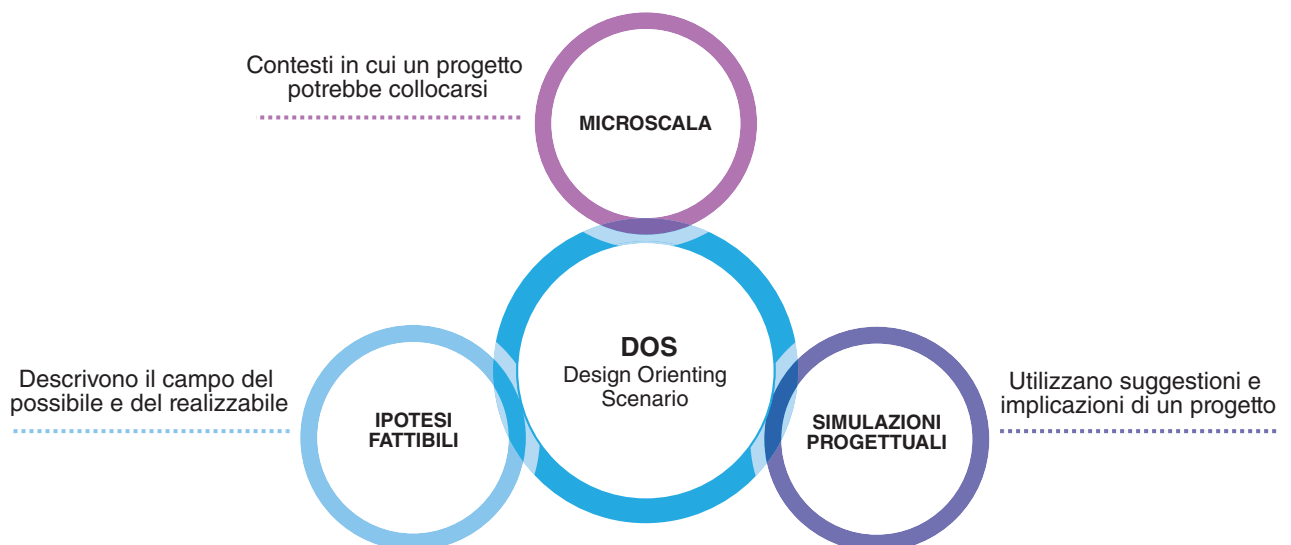 Contesti in cui un progetto
potrebbe collocarsi
MICROSCALA
DOS
Design Orienting
Scenario
Descrivono il campo del
possibile e del realizzabile
IPOTESI
FATTIBILI
SIMULAZIONI
PROGETTUALI
Utilizzano suggestioni e
implicazioni di un progetto